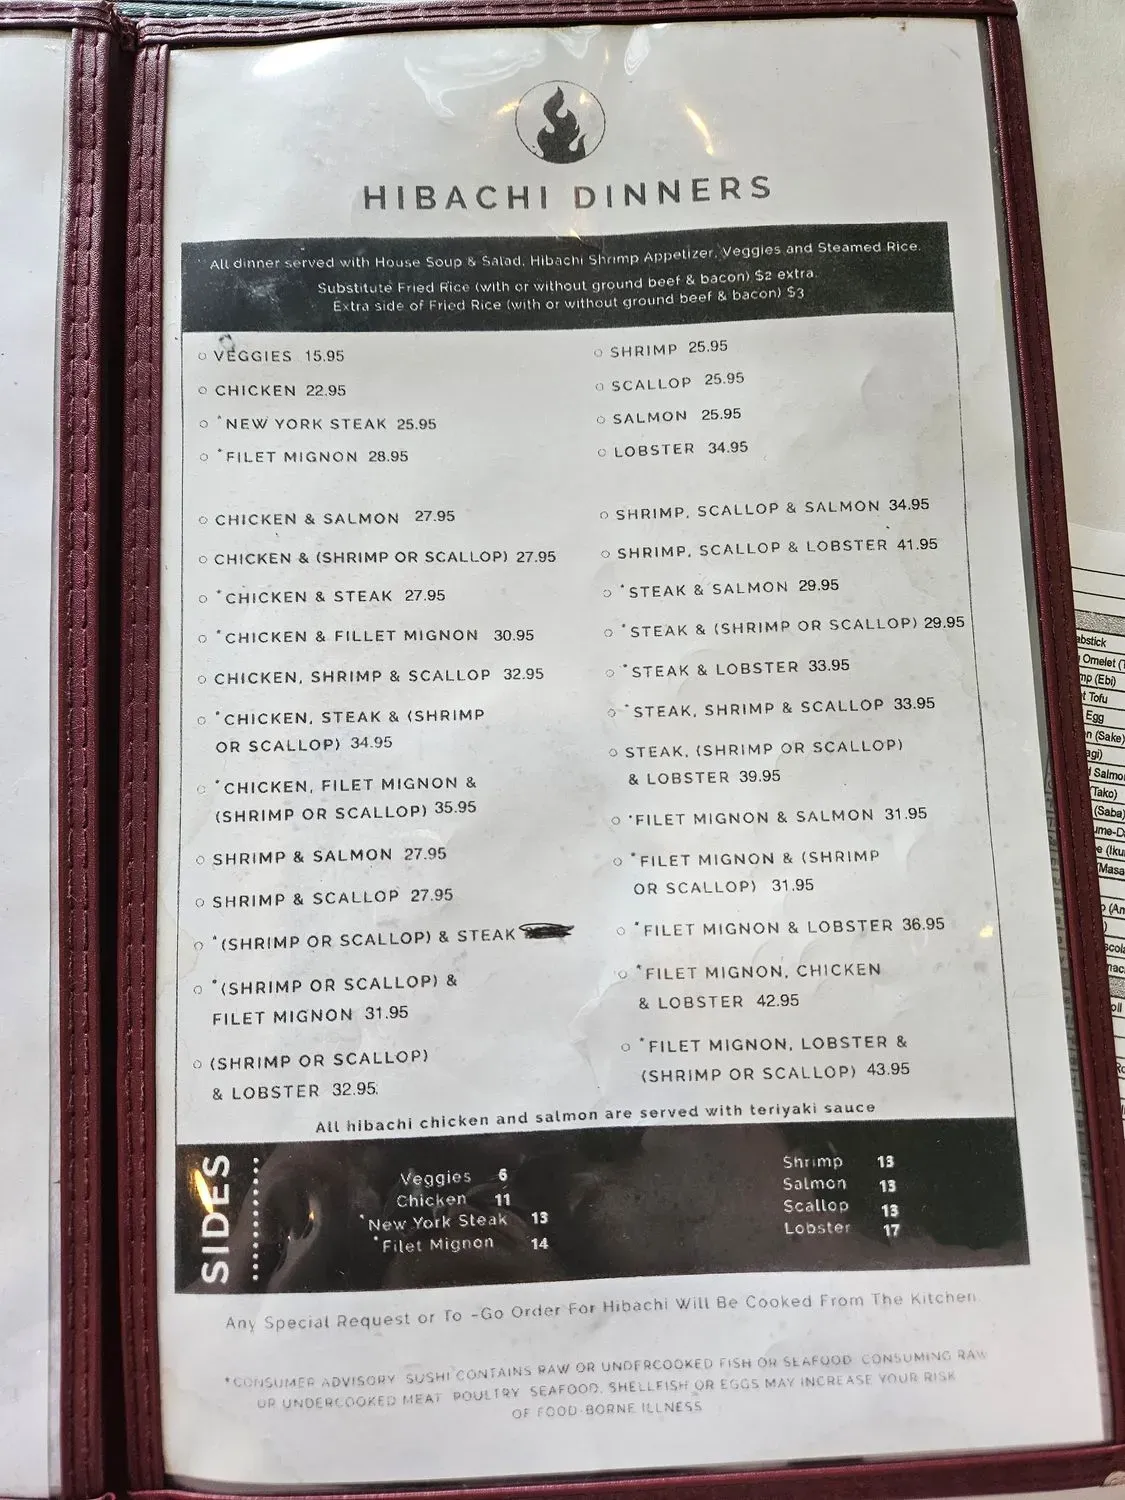 HIBACHI DINNERS
All dinner served with House Soup & Salad, Hibachi Shrimp Appetizer, Veggies and Steamed Rice.
Substitute Fried Rice (with or without ground beef & bacon) $2 extra.
Extra side of Fried Rice (with or without ground beef & bacon) $3
VEGGIES 15.95
CHICKEN 22.95
*NEW YORK STEAK 25.95
*FILET MIGNON 28.95
CHICKEN & SALMON 27.95
CHICKEN & (SHRIMP OR SCALLOP) 27.95
*CHICKEN & STEAK 27.95
*CHICKEN & FILLET MIGNON 30.95
CHICKEN, SHRIMP & SCALLOP 32.95
*CHICKEN, STEAK & (SHRIMP
OR SCALLOP) 34.95
*CHICKEN, FILET MIGNON &
(SHRIMP OR SCALLOP) 35.95
SHRIMP & SALMON 27.95
SHRIMP & SCALLOP 27.95
*(SHRIMP OR SCALLOP) & STEAK
*(SHRIMP OR SCALLOP) &
FILET MIGNON 31.95
(SHRIMP OR SCALLOP)
& LOBSTER 32.95
SHRIMP 25.95
SCALLOP 25.95
SALMON 25.95
LOBSTER 34.95
SHRIMP, SCALLOP & SALMON 34.95
SHRIMP, SCALLOP & LOBSTER 41.95
*STEAK & SALMON 29.95
*STEAK & (SHRIMP OR SCALLOP) 29.95
*STEAK & LOBSTER 33.95
*STEAK, SHRIMP & SCALLOP 33.95
STEAK, (SHRIMP OR SCALLOP)
& LOBSTER 39.95
*FILET MIGNON & SALMON 31.95
*FILET MIGNON & (SHRIMP
OR SCALLOP) 31.95
*FILET MIGNON & LOBSTER 36.95
*FILET MIGNON, CHICKEN
& LOBSTER 42.95
*FILET MIGNON, LOBSTER &
(SHRIMP OR SCALLOP) 43.95
All hibachi chicken and salmon are served with teriyaki sauce
SIDES
Veggies 6
Chicken 11
*New York Steak 13
*Filet Mignon 14
Shrimp 13
Salmon 13
Scallop 13
Lobster 17
Any Special Request or To -Go Order For Hibachi Will Be Cooked From The Kitchen
*CONSUMER ADVISORY SUSHI CONTAINS RAW OR UNDERCOOKED FISH OR SEAFOOD CONSUMING RAW
OR UNDERCOOKED MEAT POULTRY SEAFOOD, SHELLFISH OR EGGS MAY INCREASE YOUR RISK
OF FOOD-BORNE ILLNESS
Omelet
(Ebi)
Tofu
Egg
(Sake)
Salmo
(Tako)
(Saba)